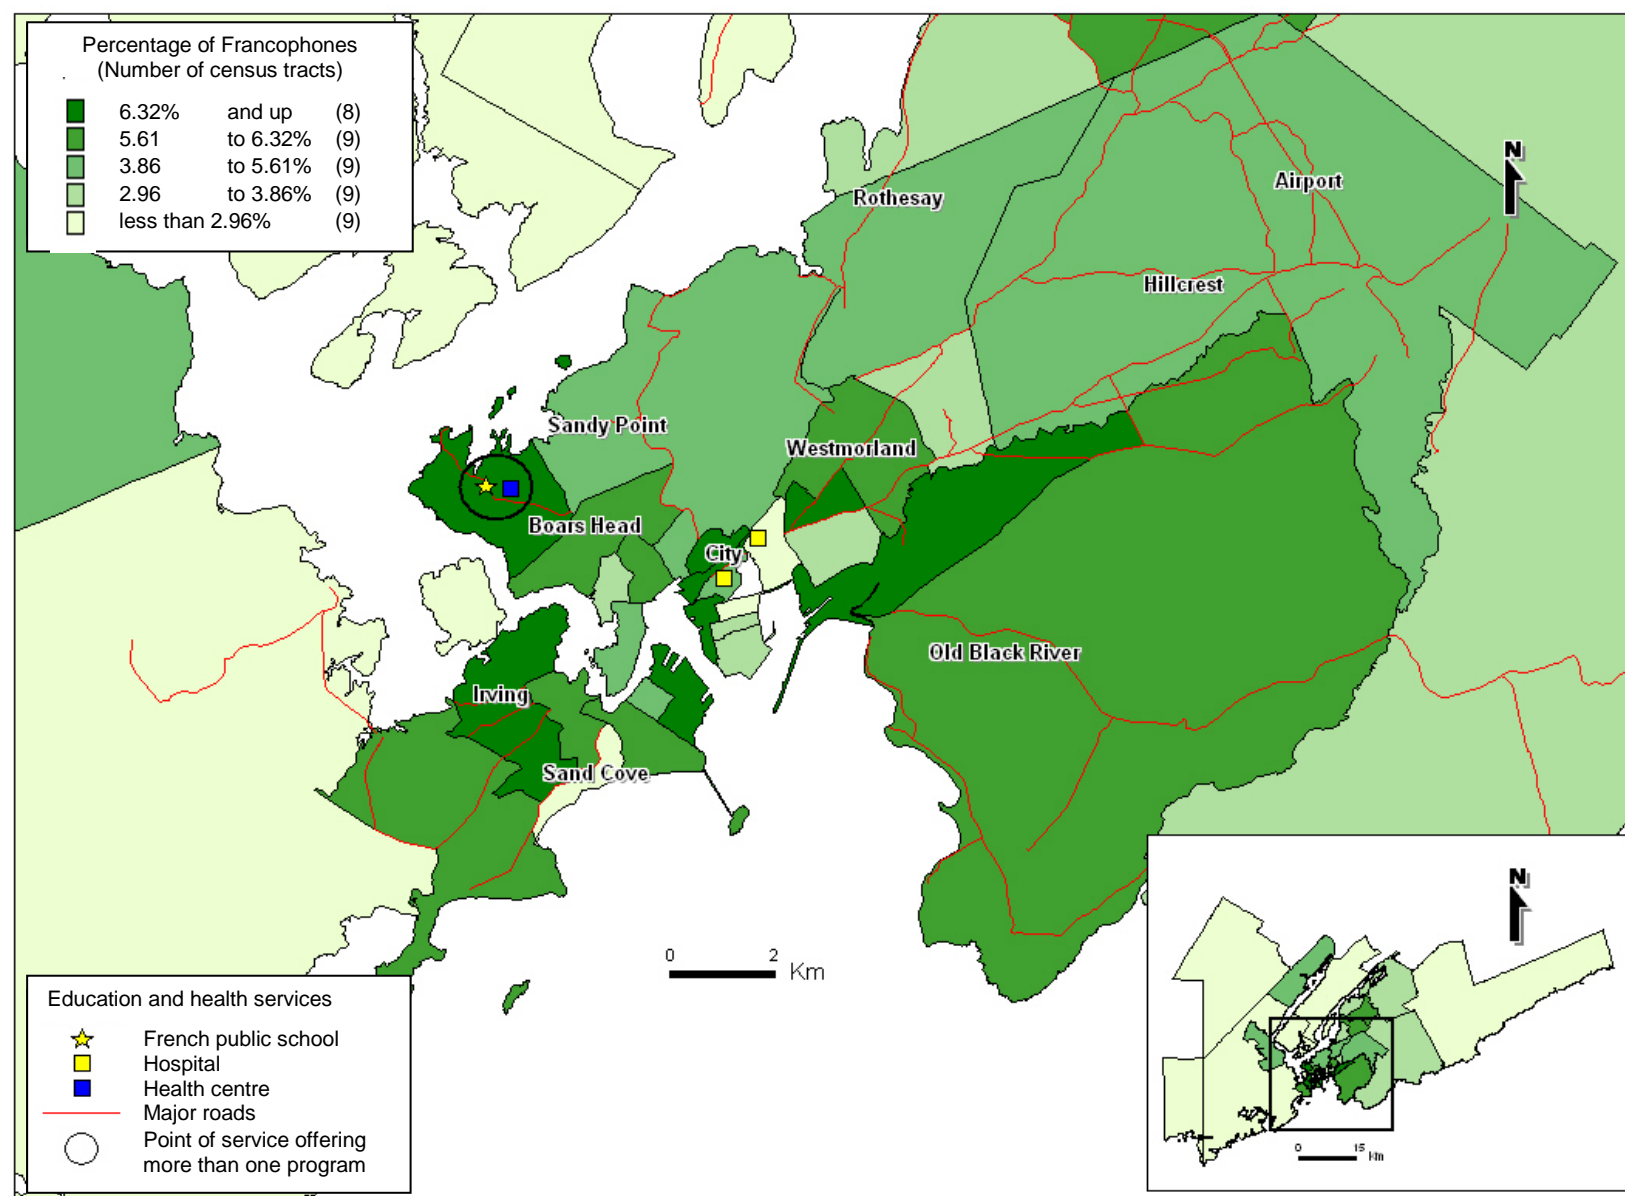 Percentage of Francophones
(Number of census tracts)
6.32% and up (8)
5.61 to 6.32% (9)
3.86 to 5.61% (9)
2.96 to 3.86% (9)
less than 2.96% (9)
N
Airport
Rothesay
Hillcrest
Sandy Point
Westmorland
Boars Head
City
Old Black River
Irving
Sand Cove
0 2
Km
N
0 15
Km
Education and health services
French public school
Hospital
Health centre
Major roads
Point of service offering
more than one program